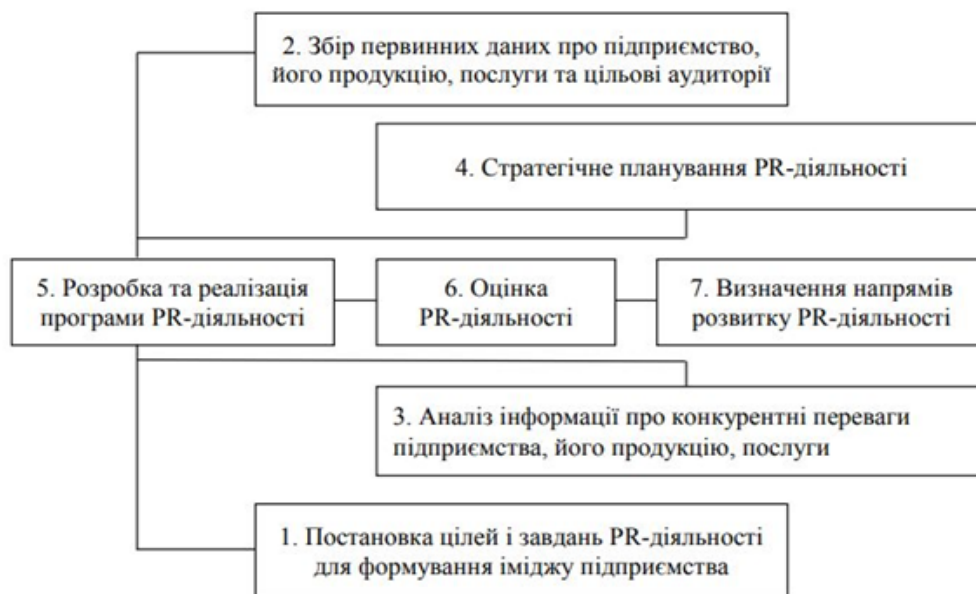 2. Збір первинних даних про підприємство,
його продукцію, послуги та цільові аудиторії
4. Стратегічне планування PR-діяльності
5. Розробка та реалізація
програми PR-діяльності
6. Оцінка
PR-діяльності
7. Визначення напрямів
розвитку PR-діяльності
3. Аналіз інформації про конкурентні переваги
підприємства, його продукцію, послуги
1. Постановка цілей і завдань PR-діяльності
для формування іміджу підприємства